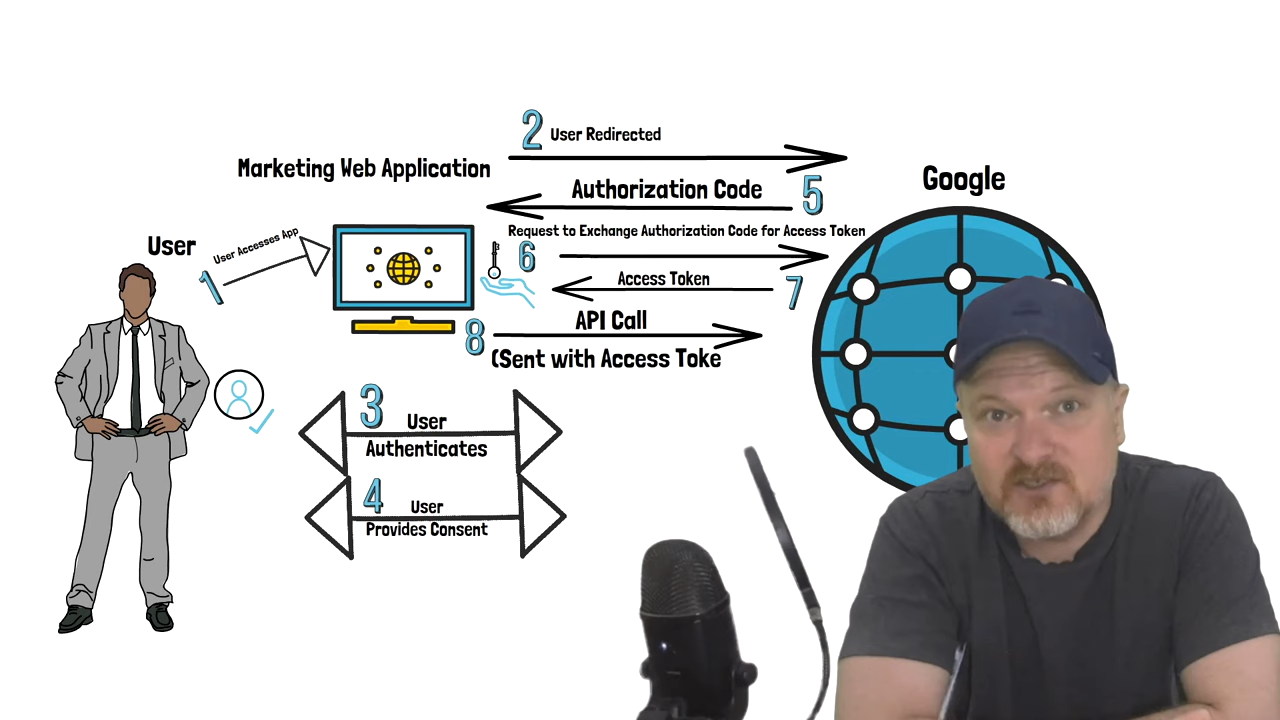 2 User Redirected
Marketing Web Application
Authorization Code 5
Google
Request to Exchange Authorization Code for Access Token
User
1 User Accesses App
6
Access Token 7
8 API Call
(Sent with Access Toke
3 User
Authenticates
4 User
Provides Consent